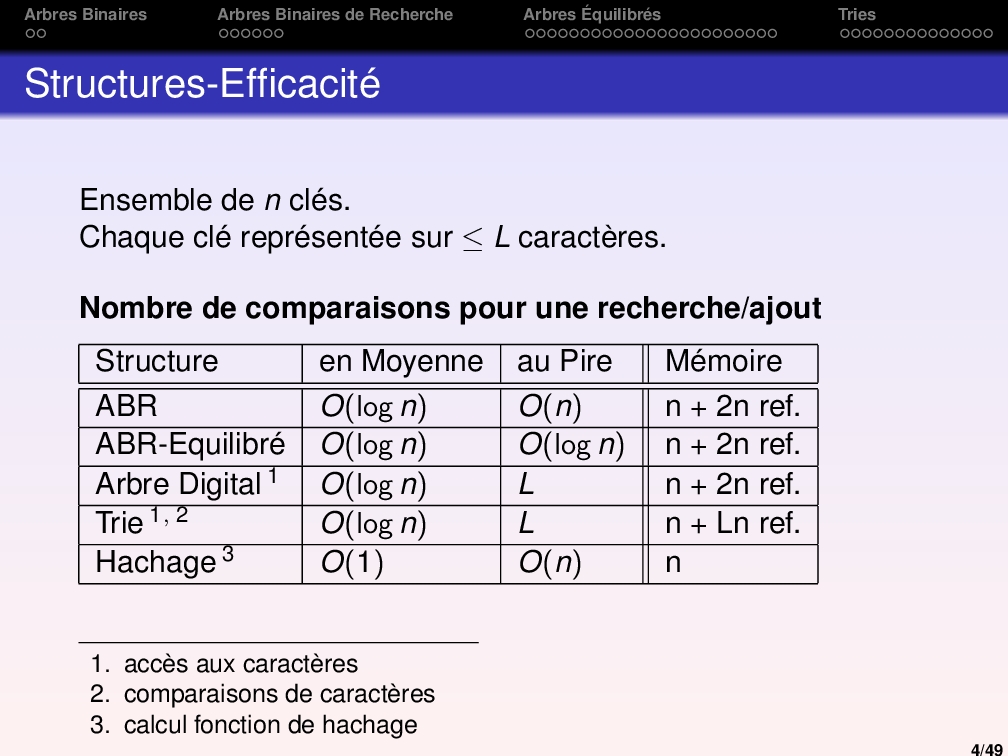 Arbres Binaires Arbres Binaires de Recherche Arbres Équilibrés Tries
Structures-Efficacité
Ensemble de n clés.
Chaque clé représentée sur ≤ L caractères.
Nombre de comparaisons pour une recherche/ajout
Structure en Moyenne au Pire Mémoire
ABR O(log n) O(n) n + 2n ref.
ABR-Equilibré O(log n) O(log n) n + 2n ref.
Arbre Digital 1 O(log n) L n + 2n ref.
Trie 1, 2 O(log n) L n + Ln ref.
Hachage 3 O(1) O(n) n
1. accès aux caractères
2. comparaisons de caractères
3. calcul fonction de hachage
4/49